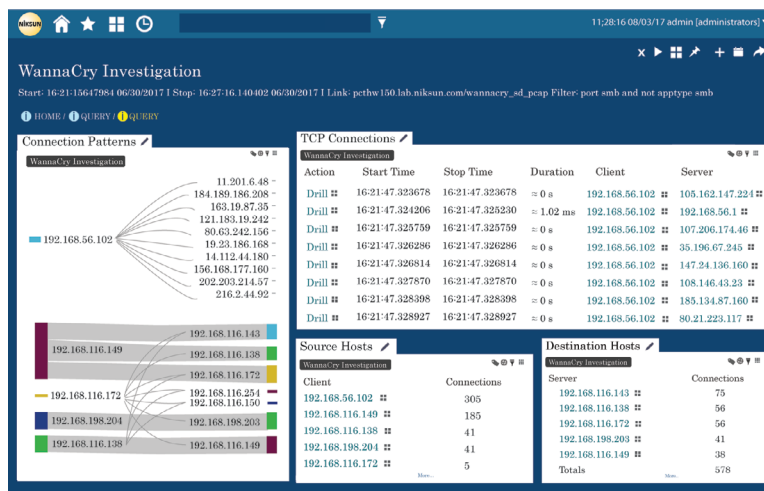 NIKSUN
11;28:16 08/03/17 admin [administrators]
WannaCry Investigation
Start: 16:21:15647984 06/30/2017 I Stop: 16:27:16.140402 06/30/2017 I Link: pcthw150.lab.niksun.com/wannacry_sd_pcap Filter: port smb and not apptype smb
HOME / QUERY / QUERY
Connection Patterns
WannaCry Investigation
11.201.6.48
184.189.186.208
163.19.87.35
121.183.19.242
80.63.242.156
192.168.56.102
19.23.186.168
14.112.44.180
156.168.177.160
202.203.214.57
216.2.44.92
192.168.116.143
192.168.116.149
192.168.116.138
192.168.116.172
192.168.116.172
192.168.116.254
192.168.116.150
192.168.198.204
192.168.198.203
192.168.116.138
192.168.116.149
TCP Connections
WannaCry Investigation
Action Start Time Stop Time Duration Client Server
Drill 16:21:47.323678 16:21:47.323678 ≈ 0 s 192.168.56.102 105.162.147.224
Drill 16:21:47.324206 16:21:47.325230 ≈ 1.02 ms 192.168.56.102 192.168.56.1
Drill 16:21:47.325759 16:21:47.325759 ≈ 0 s 192.168.56.102 107.206.174.46
Drill 16:21:47.326286 16:21:47.326286 ≈ 0 s 192.168.56.102 35.196.67.245
Drill 16:21:47.326814 16:21:47.326814 ≈ 0 s 192.168.56.102 147.24.136.160
Drill 16:21:47.327870 16:21:47.327870 ≈ 0 s 192.168.56.102 108.146.43.23
Drill 16:21:47.328398 16:21:47.328398 ≈ 0 s 192.168.56.102 185.134.87.160
Drill 16:21:47.328927 16:21:47.328927 ≈ 0 s 192.168.56.102 80.21.223.117
Source Hosts
WannaCry Investigation
Client Connections
192.168.56.102 305
192.168.116.149 185
192.168.116.138 41
192.168.198.204 41
192.168.116.172 5
More...
Destination Hosts
WannaCry Investigation
Server Connections
192.168.116.143 75
192.168.116.138 56
192.168.116.172 56
192.168.198.203 41
192.168.116.149 38
Totals 578
More...